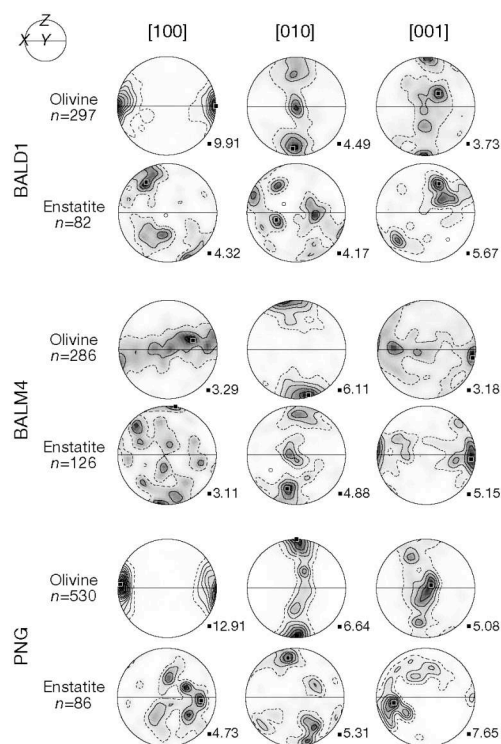 Z
X Y
[100] [010] [001]
BALD1
Olivine
n=297
9.91 4.49 3.73
Enstatite
n=82
4.32 4.17 5.67
BALM4
Olivine
n=286
3.29 6.11 3.18
Enstatite
n=126
3.11 4.88 5.15
PNG
Olivine
n=530
12.91 6.64 5.08
Enstatite
n=86
4.73 5.31 7.65